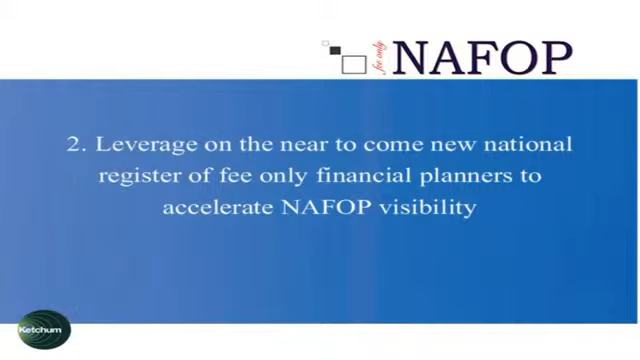 fee only
NAFOP
2. Leverage on the near to come new national
register of fee only financial planners to
accelerate NAFOP visibility
Ketchum